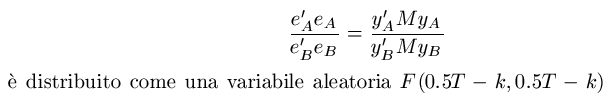 e′_A e_A / e′_B e_B = y′_A M y_A / y′_B M y_B
è distribuito come una variabile aleatoria F(0.5T − k, 0.5T − k)